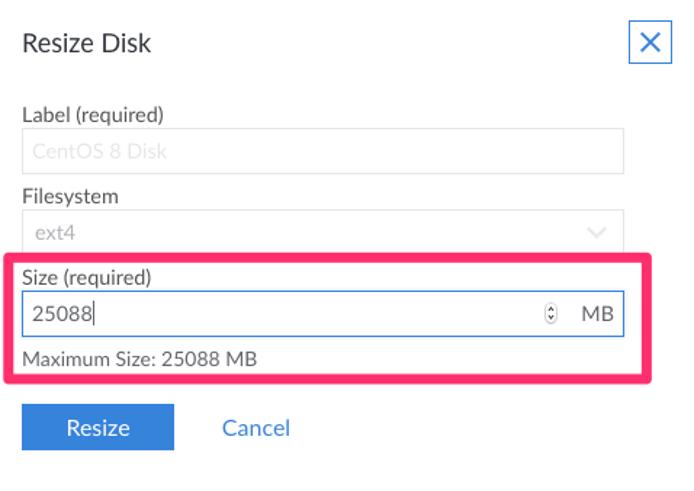 Resize Disk
Label (required)
CentOS 8 Disk
Filesystem
ext4
Size (required)
25088 MB
Maximum Size: 25088 MB
Resize Cancel